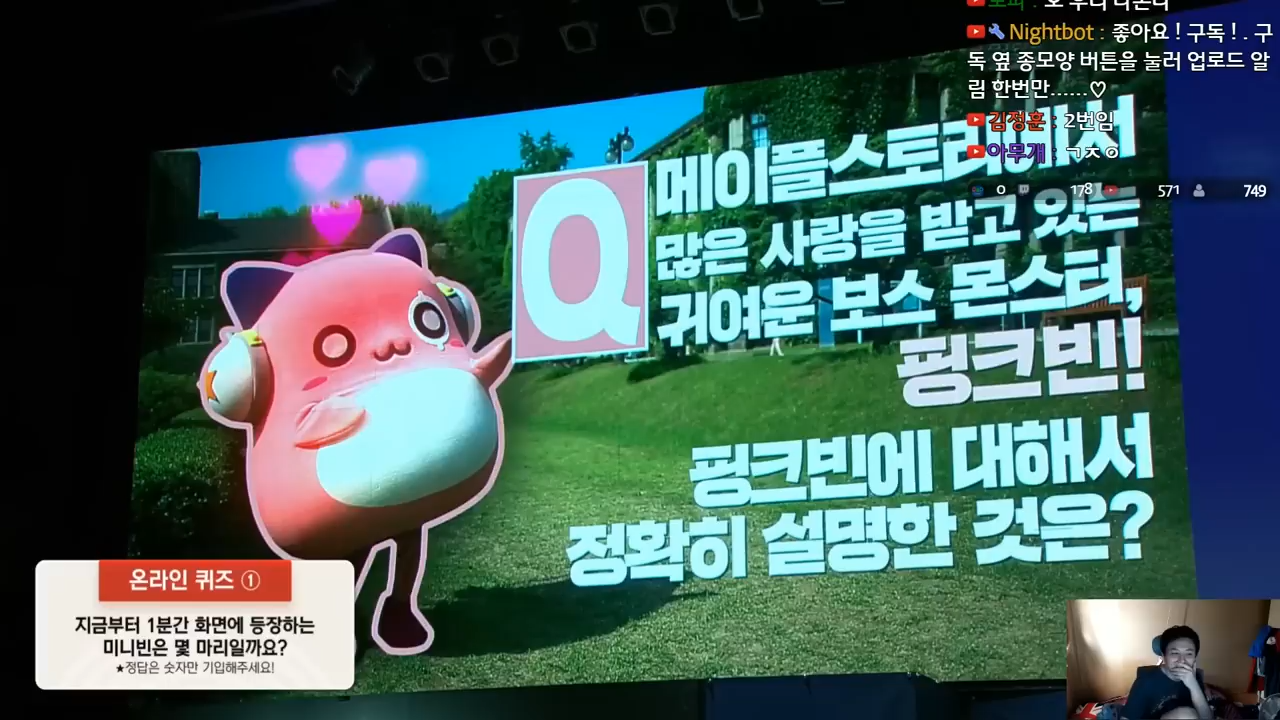 Nightbot : 좋아요 ! 구독 ! . 구
독 옆 종모양 버튼을 눌러 업로드 알
림 한번만......♡
김정훈 : 2번임
아무개 : ㄱㅈㅇ
0 178 571 749
Q
메이플스토리에서
많은 사랑을 받고 있는
귀여운 보스 몬스터,
핑크빈!
핑크빈에 대해서
정확히 설명한 것은?
온라인 퀴즈 ①
지금부터 1분간 화면에 등장하는
미니빈은 몇 마리일까요?
★정답은 숫자만 기입해주세요!